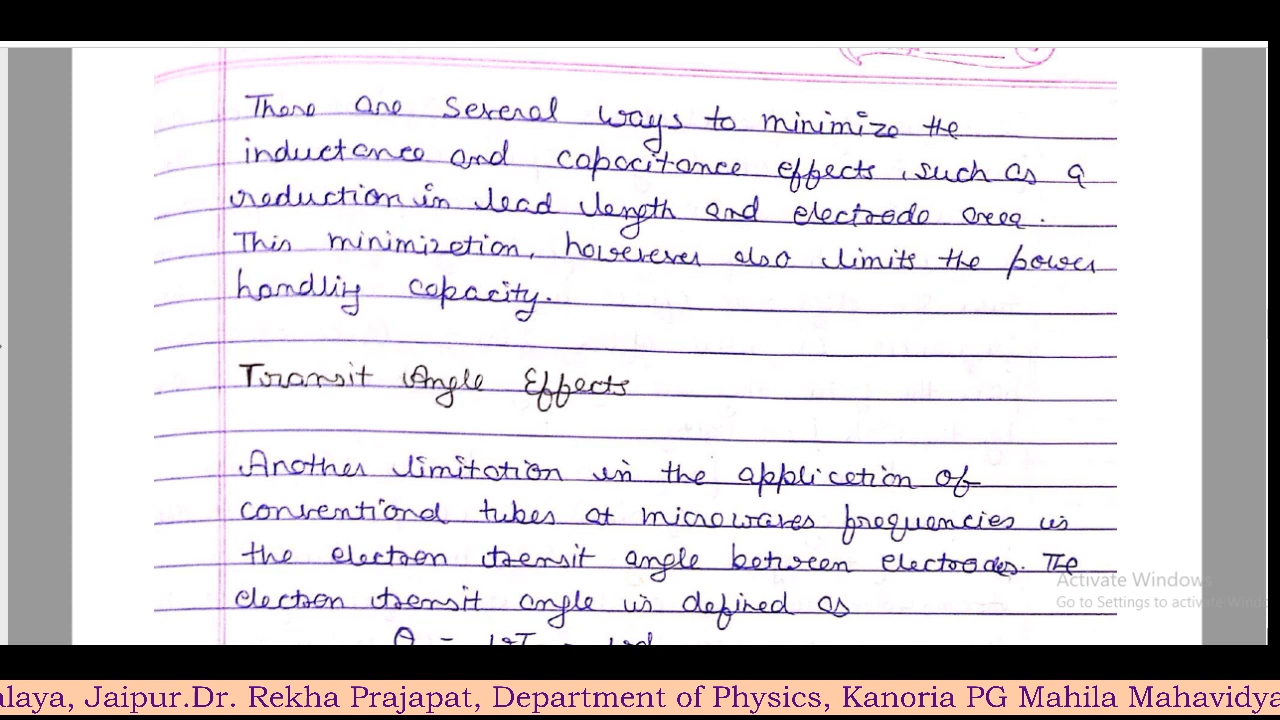 There are several ways to minimize the
inductance and capacitance effects, such as a
reduction in lead length and electrode area.
This minimization, however also limits the power
handling capacity.
Transit Angle Effects
Another limitation in the application of
conventional tubes at microwaves frequencies is
the electron transit angle between electrodes. The
electron transit angle is defined as
θ =
Activate Windows
Go to Settings to activate Windo
alaya, Jaipur.Dr. Rekha Prajapat, Department of Physics, Kanoria PG Mahila Mahavidya